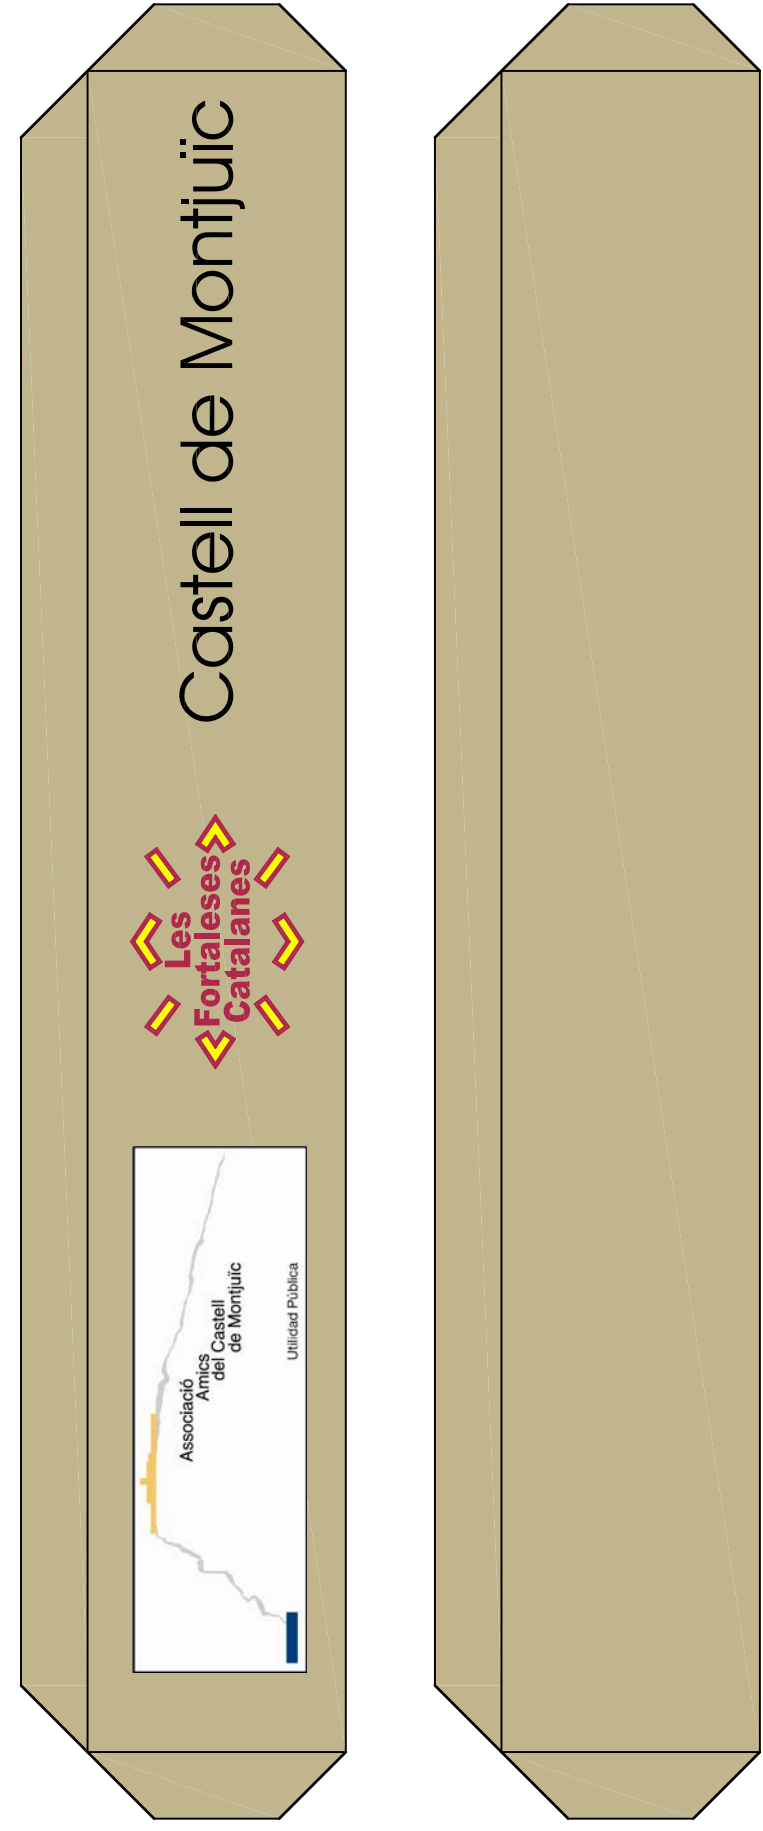 Castell de Montjuïc
Les
Fortaleses
Catalanes
Associació
Amics
del Castell
de Montjuïc
Utilidad Pública